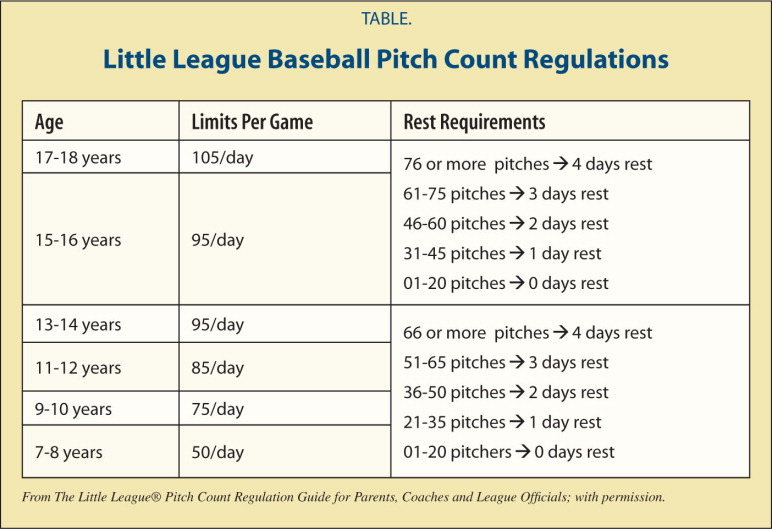 TABLE.
Little League Baseball Pitch Count Regulations
Age Limits Per Game Rest Requirements
17-18 years 105/day
15-16 years 95/day
76 or more pitches → 4 days rest
61-75 pitches → 3 days rest
46-60 pitches → 2 days rest
31-45 pitches → 1 day rest
01-20 pitches → 0 days rest
13-14 years 95/day
11-12 years 85/day
9-10 years 75/day
7-8 years 50/day
66 or more pitches → 4 days rest
51-65 pitches → 3 days rest
36-50 pitches → 2 days rest
21-35 pitches → 1 day rest
01-20 pitchers → 0 days rest
From The Little League® Pitch Count Regulation Guide for Parents, Coaches and League Officials; with permission.